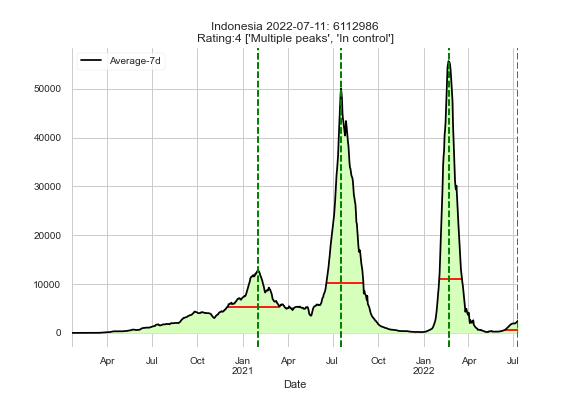 Indonesia 2022-07-11: 6112986
Rating:4 ['Multiple peaks', 'In control']
Average-7d
50000
40000
30000
20000
10000
0
Apr Jul Oct Jan Apr Jul Oct Jan Apr Jul
2021 2022
Date